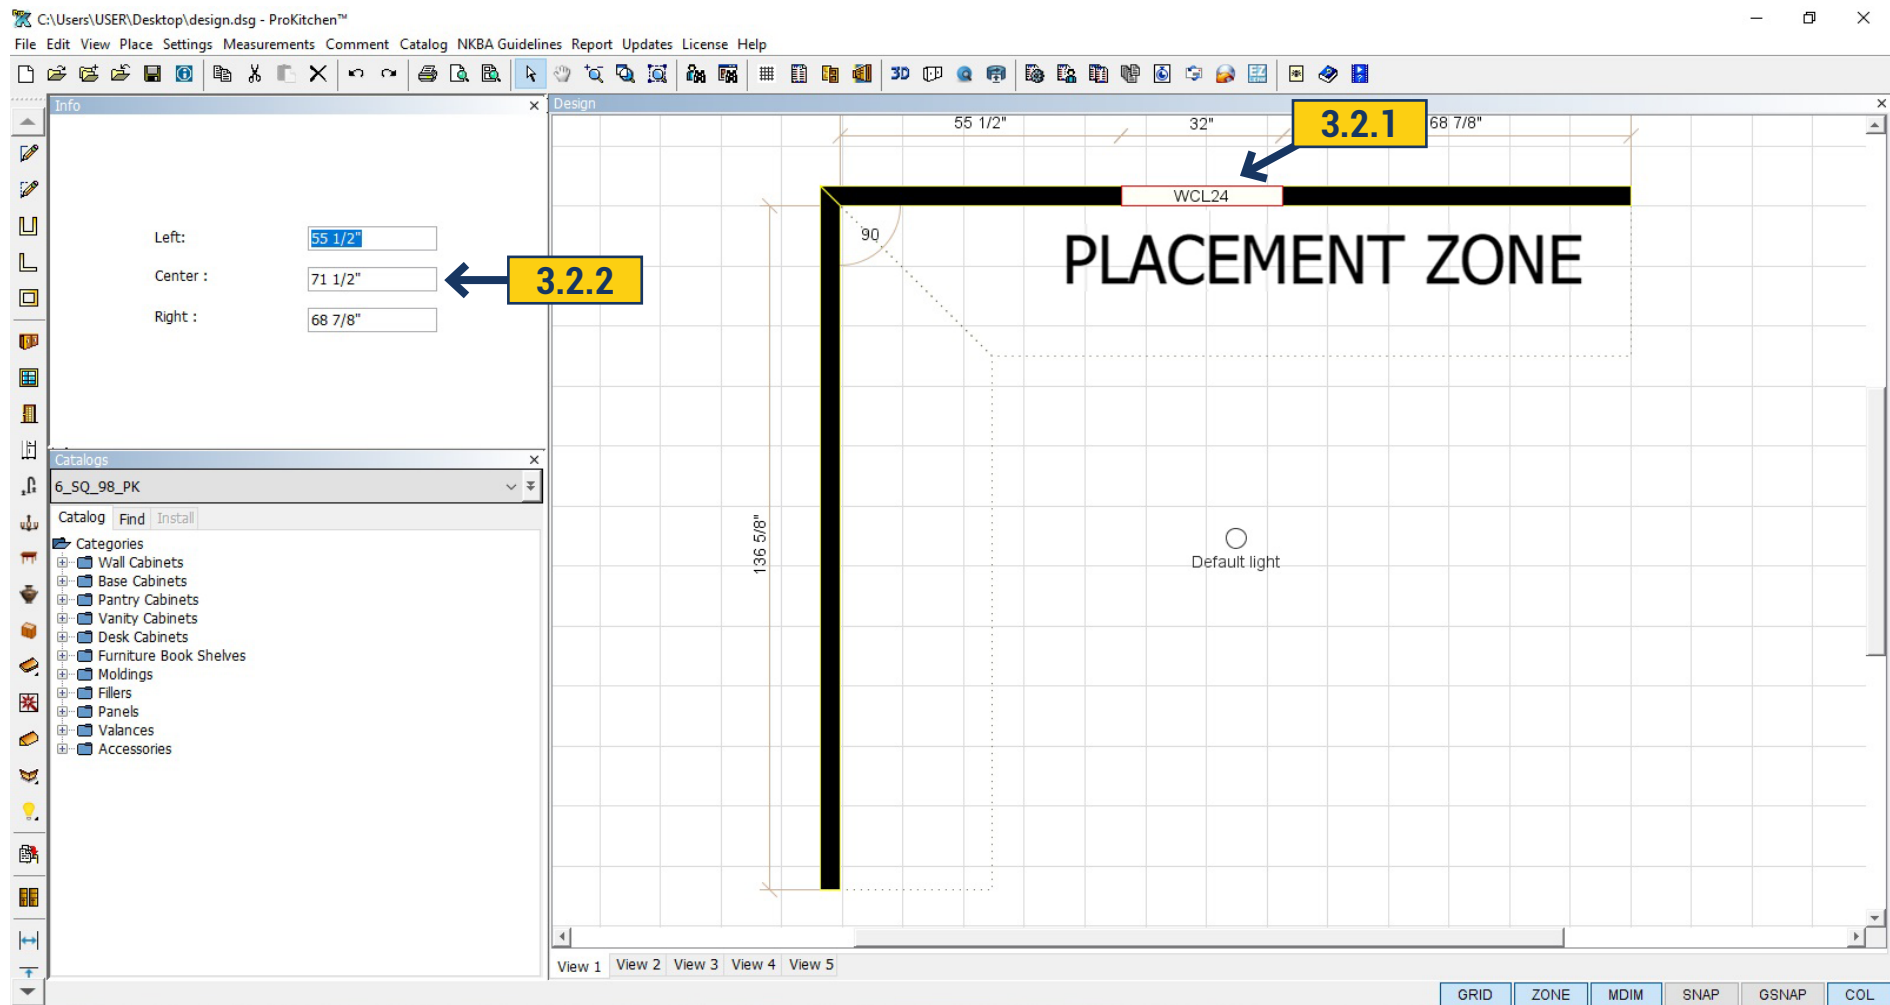 C:\Users\USER\Desktop\design.dsg - ProKitchen™
File Edit View Place Settings Measurements Comment Catalog NKBA Guidelines Report Updates License Help
3D
Info
Left: 55 1/2"
Center : 71 1/2"
Right : 68 7/8"
3.2.2
Catalogs
6_SQ_98_PK
Catalog Find Install
Categories
Wall Cabinets
Base Cabinets
Pantry Cabinets
Vanity Cabinets
Desk Cabinets
Furniture Book Shelves
Moldings
Fillers
Panels
Valances
Accessories
Design
55 1/2" 32" 68 7/8"
3.2.1
WCL24
90
PLACEMENT ZONE
136 5/8"
Default light
View 1 View 2 View 3 View 4 View 5
GRID ZONE MDIM SNAP GSNAP COL